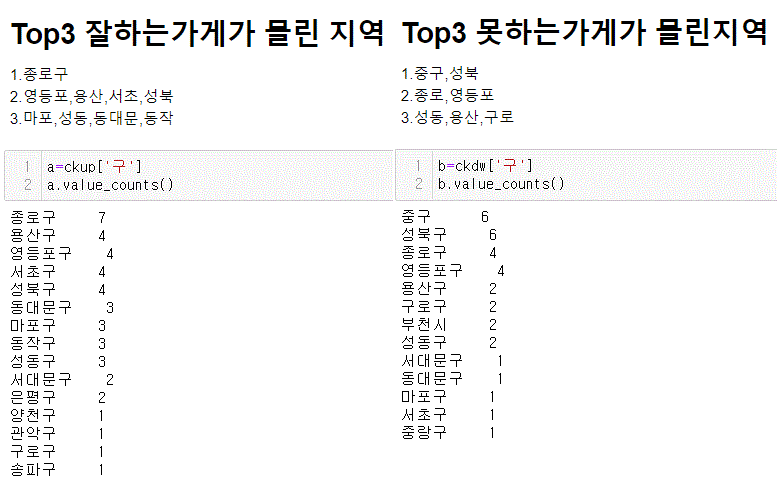 Top3 잘하는가게가 믈린 지역
1.종로구
2.영등포,용산,서초,성북
3.마포,성동,동대문,동작
1 a=ckup['구']
2 a.value_counts()
종로구 7
용산구 4
영등포구 4
서초구 4
성북구 4
동대문구 3
마포구 3
동작구 3
성동구 3
서대문구 2
은평구 2
양천구 1
관악구 1
구로구 1
송파구 1
Top3 못하는가게가 믈린지역
1.중구,성북
2.종로,영등포
3.성동,용산,구로
1 b=ckdw['구']
2 b.value_counts()
중구 6
성북구 6
종로구 4
영등포구 4
용산구 2
구로구 2
부천시 2
성동구 2
서대문구 1
동대문구 1
마포구 1
서초구 1
중랑구 1